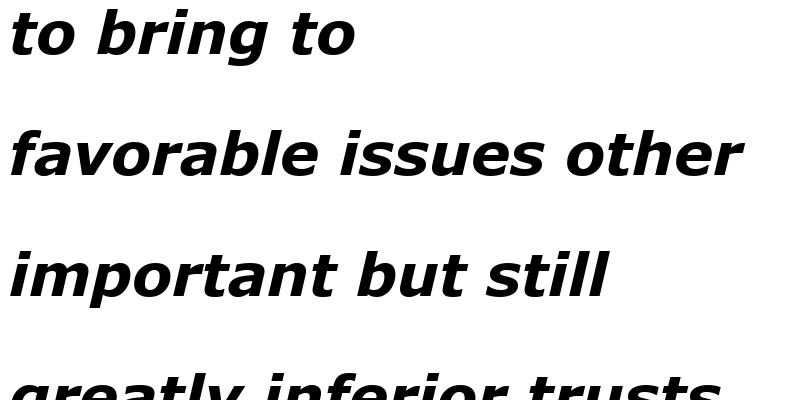 to bring to
favorable issues other
important but still
greatly inferior trusts